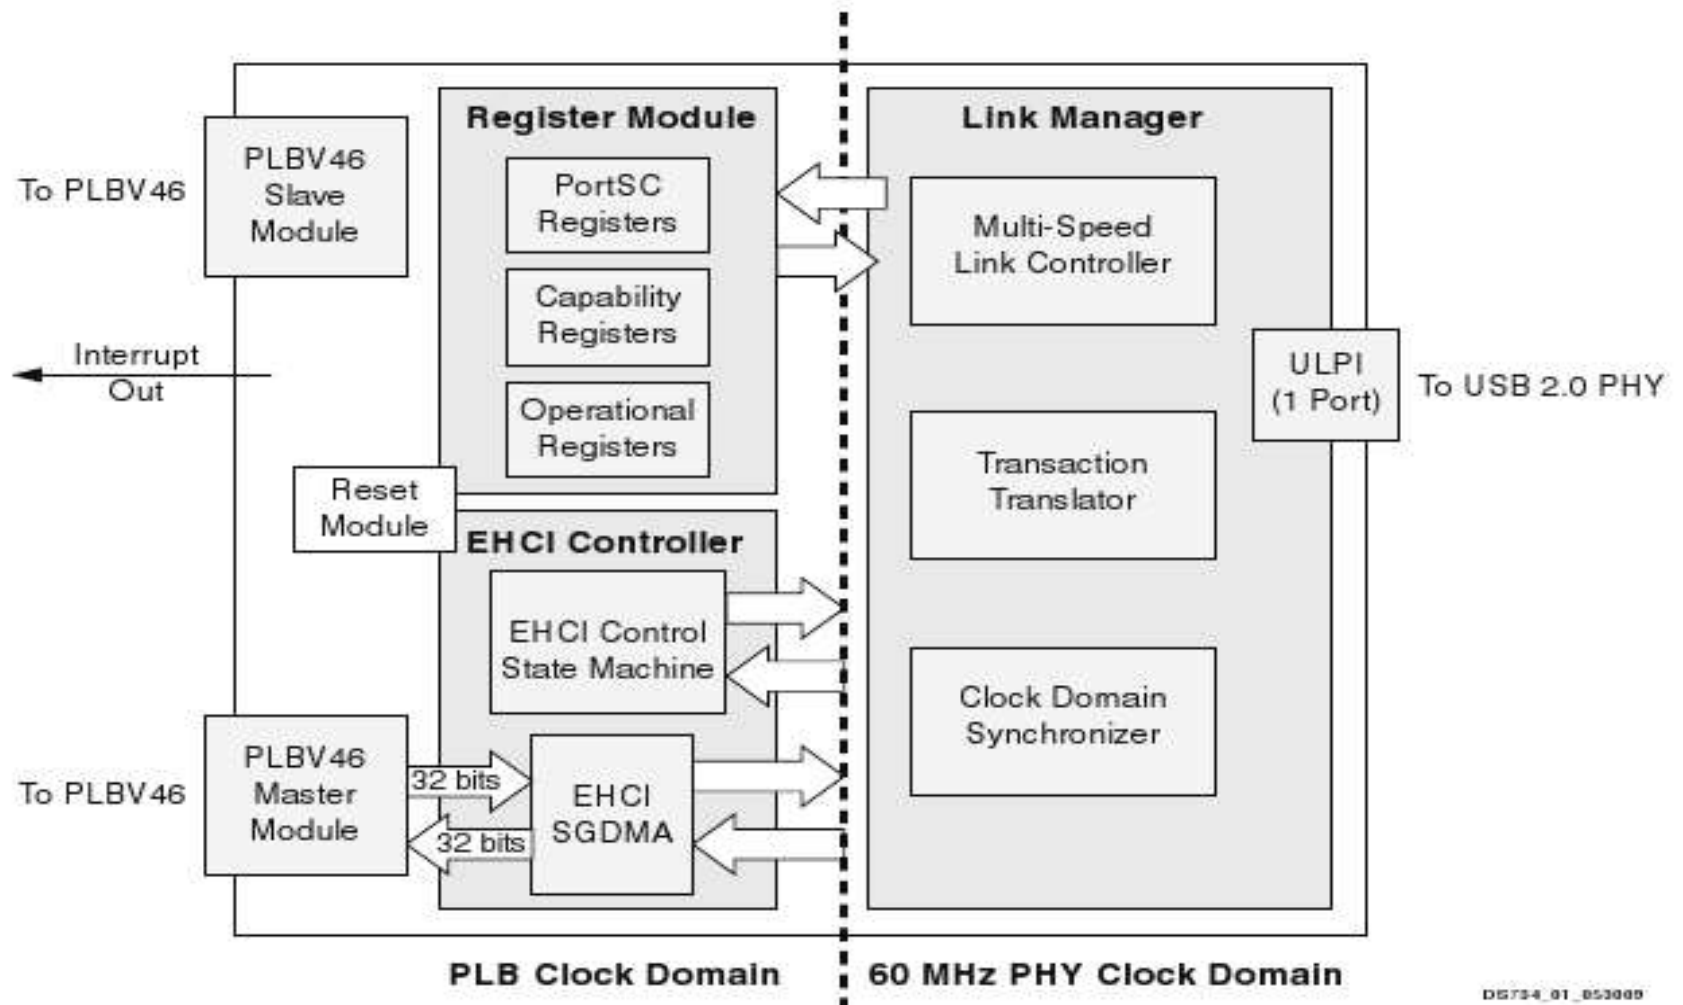 Register Module
Link Manager
PLBV46
Slave
Module
To PLBV46
PortSC
Registers
Capability
Registers
Operational
Registers
Multi-Speed
Link Controller
Interrupt
Out
ULPI
(1 Port)
To USB 2.0 PHY
Transaction
Translator
Reset
Module
EHCI Controller
EHCI Control
State Machine
Clock Domain
Synchronizer
To PLBV46
PLBV46
Master
Module
32 bits
32 bits
EHCI
SGDMA
PLB Clock Domain
60 MHz PHY Clock Domain
DS734_01_053009